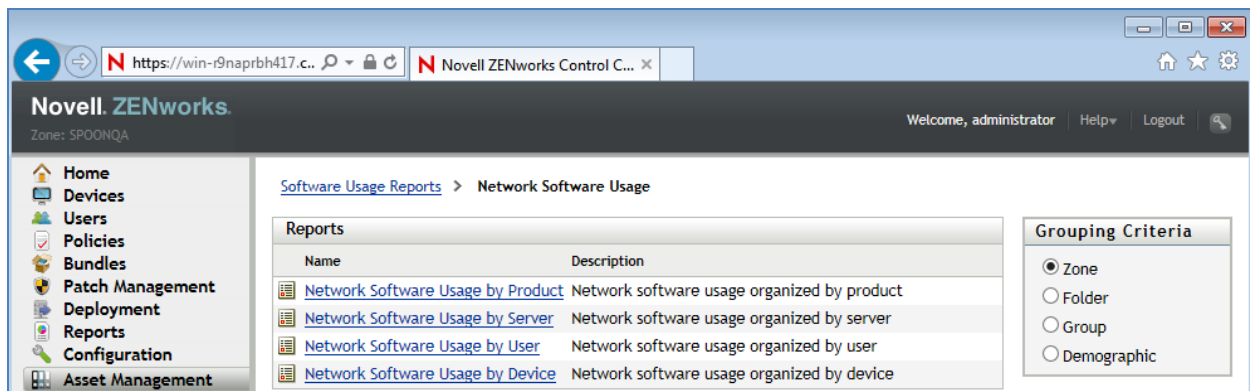 https://win-r9naprbh417.c..
Novell ZENworks Control C...
Novell. ZENworks.
Zone: SPOONQA
Welcome, administrator Help Logout
Home
Devices
Users
Policies
Bundles
Patch Management
Deployment
Reports
Configuration
Asset Management
Software Usage Reports > Network Software Usage
Reports
Name Description
Network Software Usage by Product Network software usage organized by product
Network Software Usage by Server Network software usage organized by server
Network Software Usage by User Network software usage organized by user
Network Software Usage by Device Network software usage organized by device
Grouping Criteria
Zone
Folder
Group
Demographic